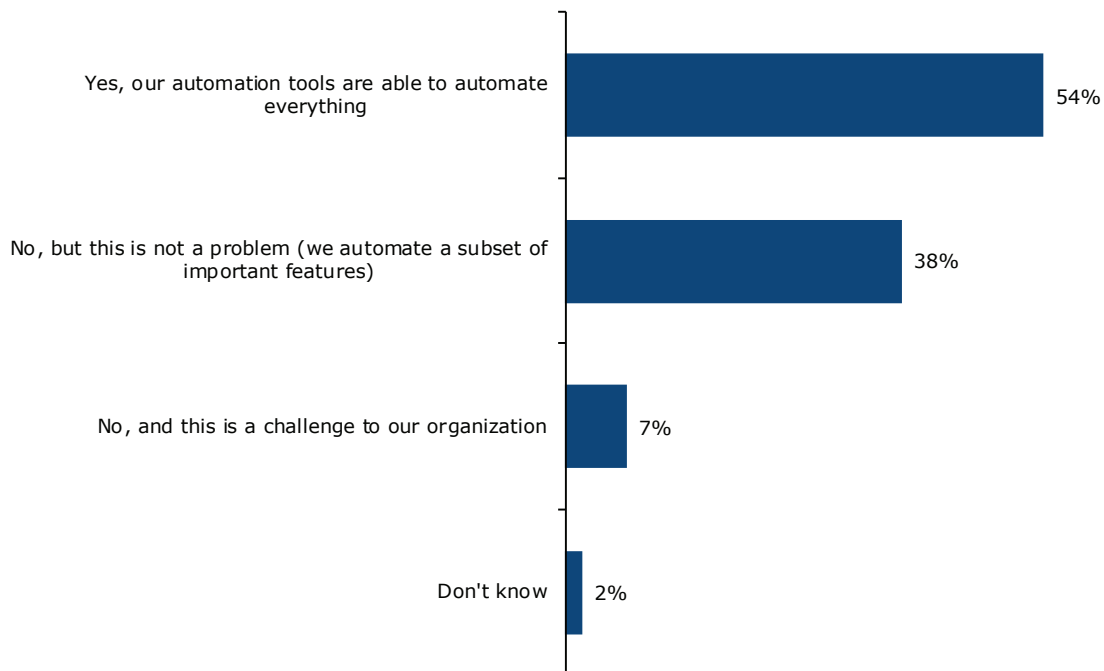 Yes, our automation tools are able to automate
everything
54%
No, but this is not a problem (we automate a subset of
important features)
38%
No, and this is a challenge to our organization
7%
Don't know
2%